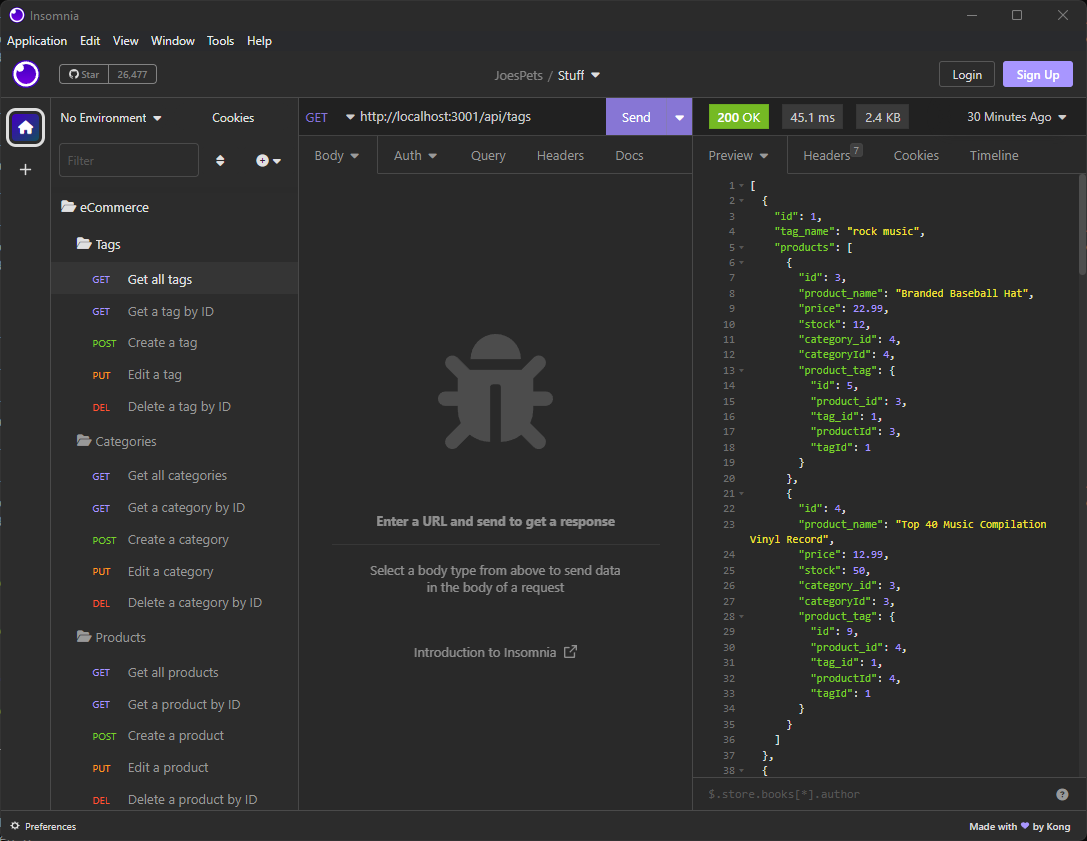 Insomnia
Application Edit View Window Tools Help
Star 26,477
JoesPets / Stuff
Login Sign Up
No Environment Cookies
Filter
eCommerce
Tags
GET Get all tags
GET Get a tag by ID
POST Create a tag
PUT Edit a tag
DEL Delete a tag by ID
Categories
GET Get all categories
GET Get a category by ID
POST Create a category
PUT Edit a category
DEL Delete a category by ID
Products
GET Get all products
GET Get a product by ID
POST Create a product
PUT Edit a product
DEL Delete a product by ID
GET http://localhost:3001/api/tags Send
Body Auth Query Headers Docs
Enter a URL and send to get a response
Select a body type from above to send data
in the body of a request
Introduction to Insomnia
200 OK 45.1 ms 2.4 KB 30 Minutes Ago
Preview Headers 7 Cookies Timeline
1 [
2 {
3 "id": 1,
4 "tag_name": "rock music",
5 "products": [
6 {
7 "id": 3,
8 "product_name": "Branded Baseball Hat",
9 "price": 22.99,
10 "stock": 12,
11 "category_id": 4,
12 "categoryId": 4,
13 "product_tag": {
14 "id": 5,
15 "product_id": 3,
16 "tag_id": 1,
17 "productId": 3,
18 "tagId": 1
19 }
20 },
21 {
22 "id": 4,
23 "product_name": "Top 40 Music Compilation
Vinyl Record",
24 "price": 12.99,
25 "stock": 50,
26 "category_id": 3,
27 "categoryId": 3,
28 "product_tag": {
29 "id": 9,
30 "product_id": 4,
31 "tag_id": 1,
32 "productId": 4,
33 "tagId": 1
34 }
35 }
36 ]
37 },
38 {
$.store.books[*].author
Preferences
Made with ❤ by Kong